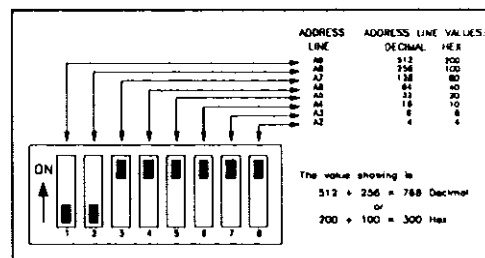 ADDRESS ADDRESS LINE VALUES:
LINE DECIMAL HEX
A9 512 200
A8 256 100
A7 128 80
A6 64 40
A5 32 20
A4 16 10
A3 8 8
A2 4 4
ON
1 2 3 4 5 6 7 8
The value showing is
512 + 256 = 768 Decimal
or
200 + 100 = 300 Hex